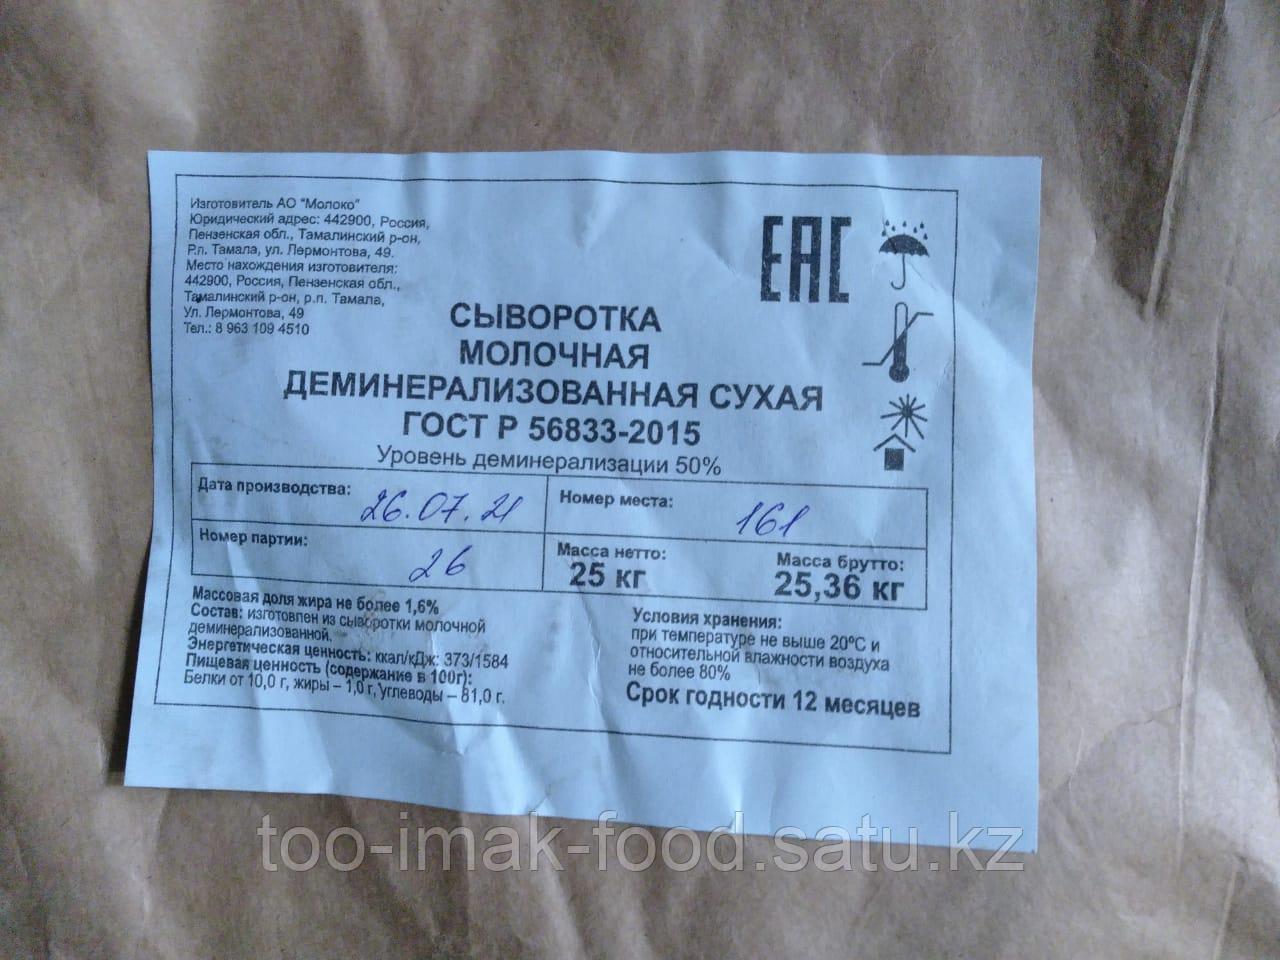 Изготовитель АО "Молоко"
Юридический адрес: 442900, Россия,
Пензенская обл., Тамалинский р-он,
Р.п. Тамала, ул. Лермонтова, 49.
Место нахождения изготовителя:
442900, Россия, Пензенская обл.,
Тамалинский р-он, р.п. Тамала,
Ул. Лермонтова, 49
Тел.: 8 963 109 4510
ЕАС
СЫВОРОТКА
МОЛОЧНАЯ
ДЕМИНЕРАЛИЗОВАННАЯ СУХАЯ
ГОСТ Р 56833-2015
Уровень деминерализации 50%
Дата производства: 26.07.21
Номер места: 161
Номер партии: 26
Масса нетто:
25 кг
Масса брутто:
25,36 кг
Массовая доля жира не более 1,6%
Состав: изготовлен из сыворотки молочной
деминерализованной.
Энергетическая ценность: ккал/кДж: 373/1584
Пищевая ценность (содержание в 100г):
Белки от 10,0 г, жиры – 1,0 г, углеводы – 81,0 г.
Условия хранения:
при температуре не выше 20ºС и
относительной влажности воздуха
не более 80%
Срок годности 12 месяцев
too-imak-food.satu.kz